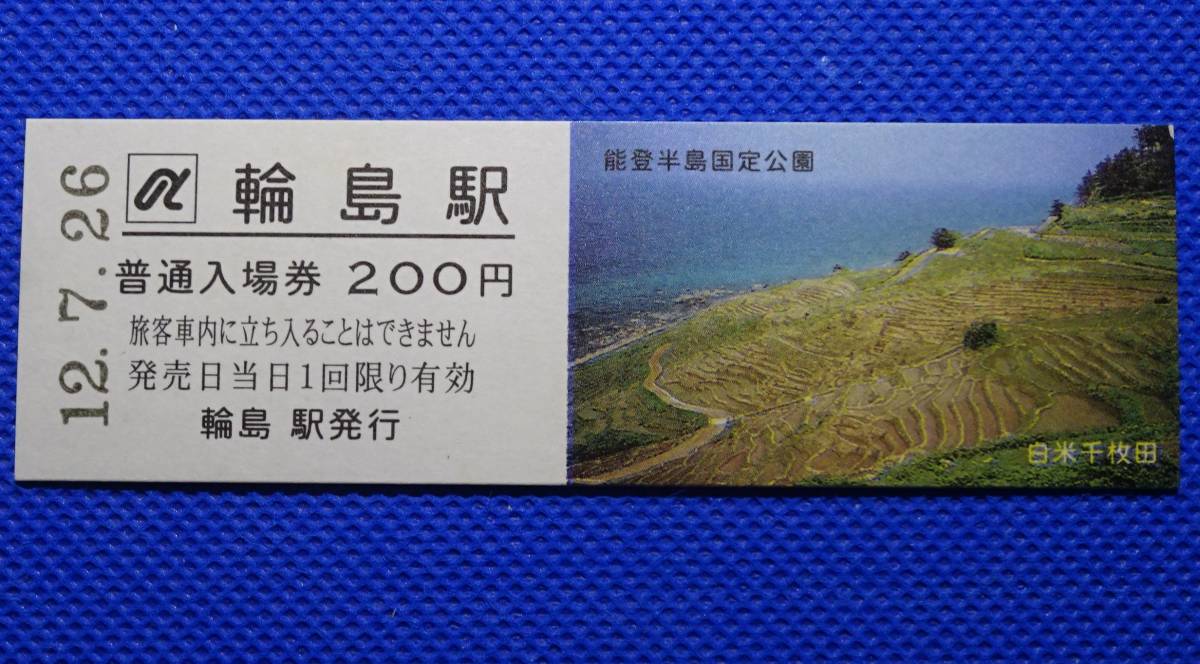 12.7.26
輪島駅
普通入場券 200円
旅客車内に立ち入ることはできません
発売日当日1回限り有効
輪島 駅発行
能登半島国定公園
白米千枚田